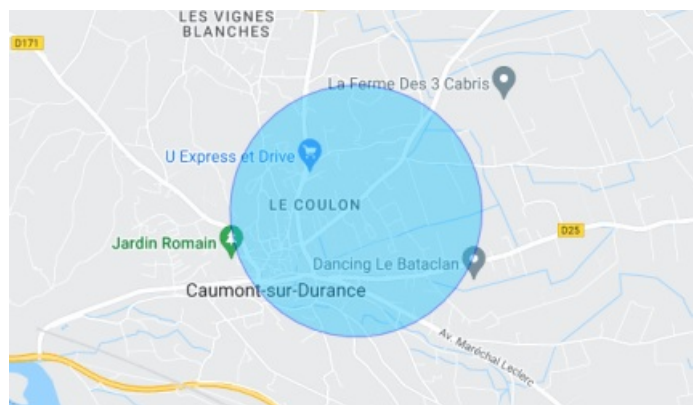 LES VIGNES
BLANCHES
D171
La Ferme Des 3 Cabris
U Express et Drive
LE COULON
D25
Jardin Romain
Dancing Le Bataclan
Caumont-sur-Durance
Av. Maréchal Leclerc